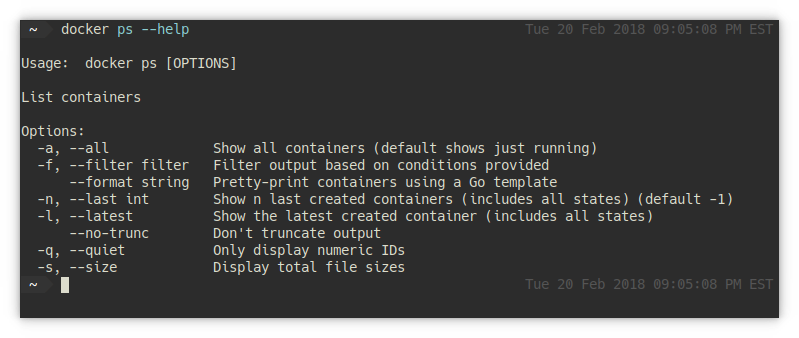 ~ docker ps --help Tue 20 Feb 2018 09:05:08 PM EST
Usage:  docker ps [OPTIONS]
List containers
Options:
  -a, --all             Show all containers (default shows just running)
  -f, --filter filter   Filter output based on conditions provided
      --format string   Pretty-print containers using a Go template
  -n, --last int        Show n last created containers (includes all states) (default -1)
  -l, --latest          Show the latest created container (includes all states)
      --no-trunc        Don't truncate output
  -q, --quiet           Only display numeric IDs
  -s, --size            Display total file sizes
~ Tue 20 Feb 2018 09:05:08 PM EST